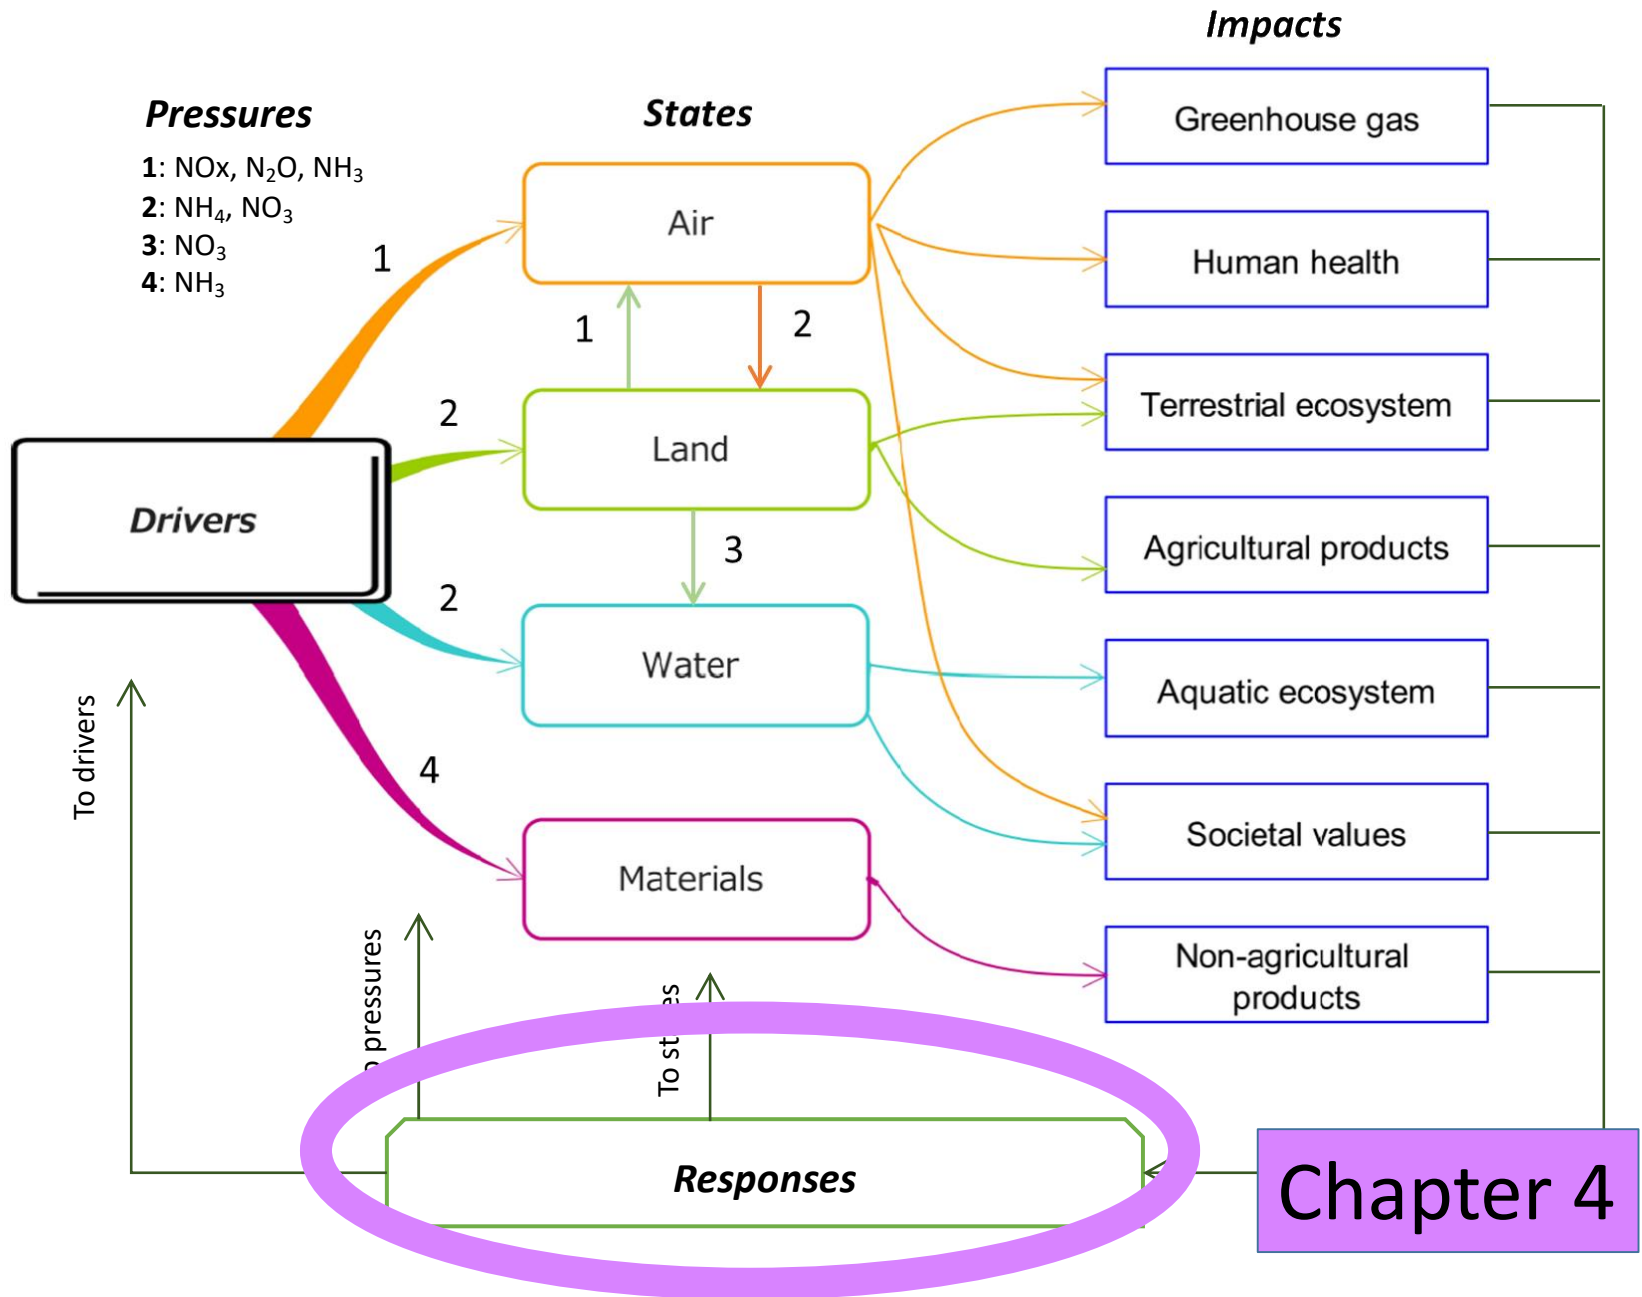 Impacts
Pressures
States
1: NOx, N₂O, NH₃
2: NH₄, NO₃
3: NO₃
4: NH₃
1
2
2
4
Drivers
Air
1
2
Land
3
Water
Materials
Greenhouse gas
Human health
Terrestrial ecosystem
Agricultural products
Aquatic ecosystem
Societal values
Non-agricultural
products
To drivers
pressures
To
Responses
Chapter 4